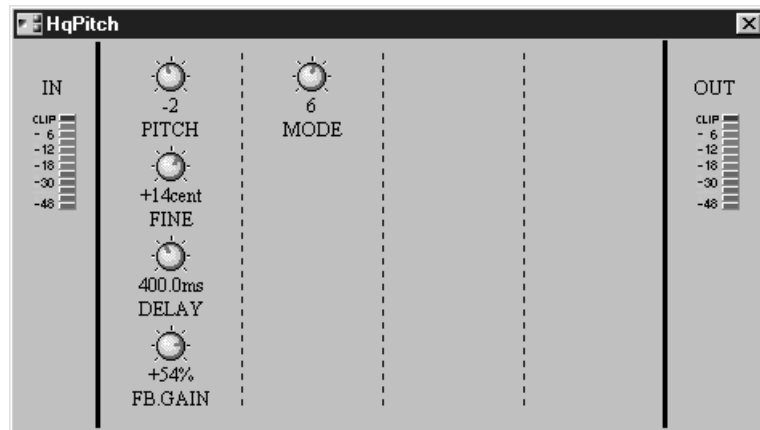 HqPitch
IN
CLIP
- 6
-12
-18
-30
-48
-2
PITCH
+14cent
FINE
400.0ms
DELAY
+54%
FB.GAIN
6
MODE
OUT
CLIP
- 6
-12
-18
-30
-48